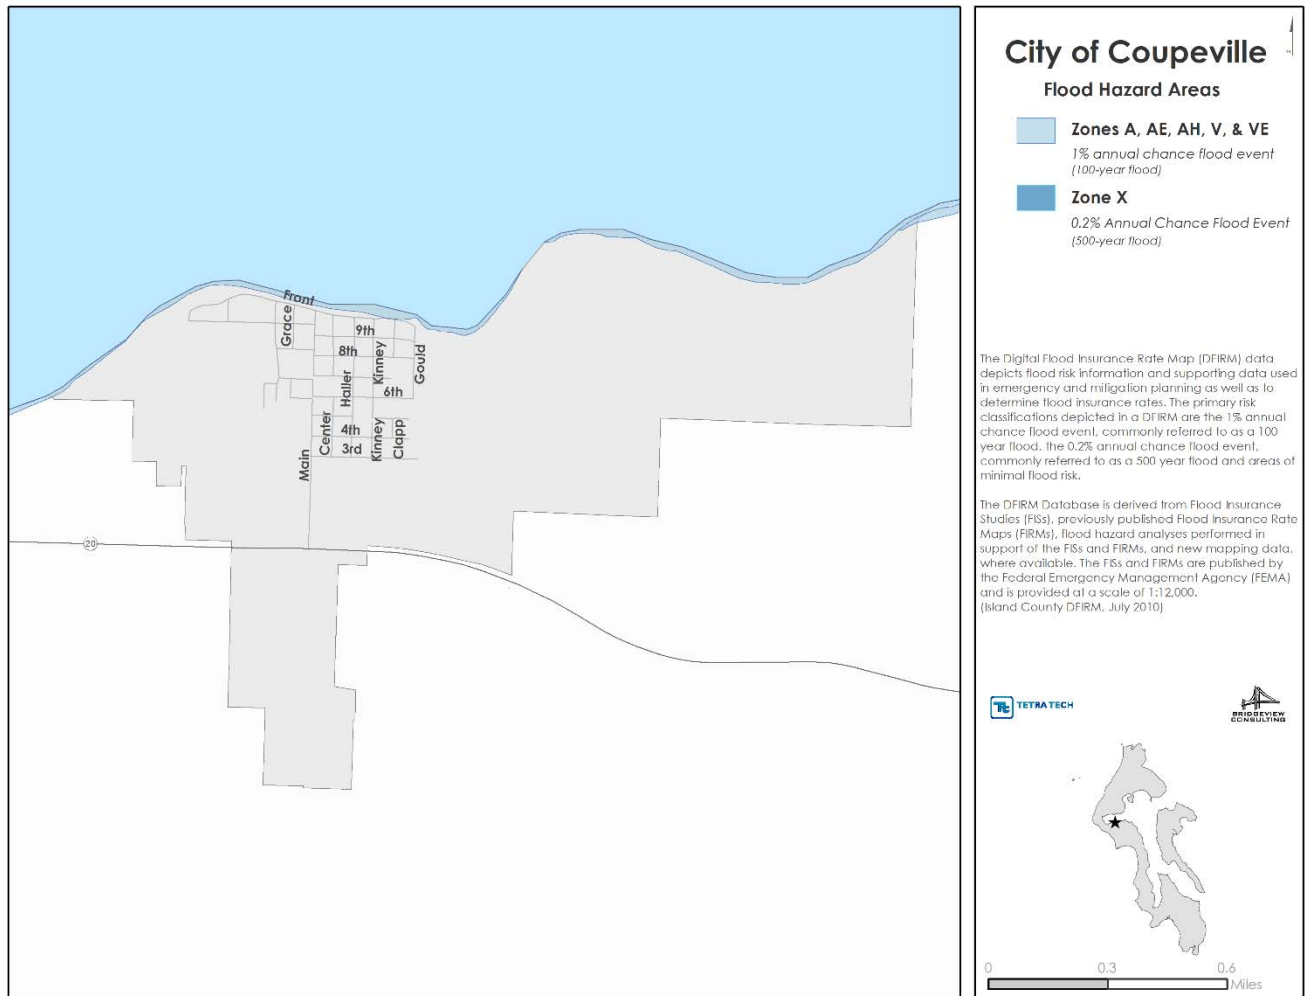 City of Coupeville
Flood Hazard Areas
Zones A, AE, AH, V, & VE
1% annual chance flood event
(100-year flood)
Zone X
0.2% Annual Chance Flood Event
(500-year flood)
The Digital Flood Insurance Rate Map (DFIRM) data
depicts flood risk information and supporting data used
in emergency and mitigation planning as well as to
determine flood insurance rates. The primary risk
classifications depicted in a DFIRM are the 1% annual
chance flood event, commonly referred to as a 100
year flood, the 0.2% annual chance flood event,
commonly referred to as a 500 year flood and areas of
minimal flood risk.
The DFIRM Database is derived from Flood Insurance
Studies (FISs), previously published Flood Insurance Rate
Maps (FIRMs), flood hazard analyses performed in
support of the FISs and FIRMs, and new mapping data,
where available. The FISs and FIRMs are published by
the Federal Emergency Management Agency (FEMA)
and is provided at a scale of 1:12,000.
(Island County DFIRM, July 2010)
TETRA TECH
BRIDGEVIEW
CONSULTING
0 0.3 0.6
Miles
Front
Grace
9th
8th
Kinney
Gould
Haller
6th
Center
4th
Kinney
Clapp
3rd
Main
20